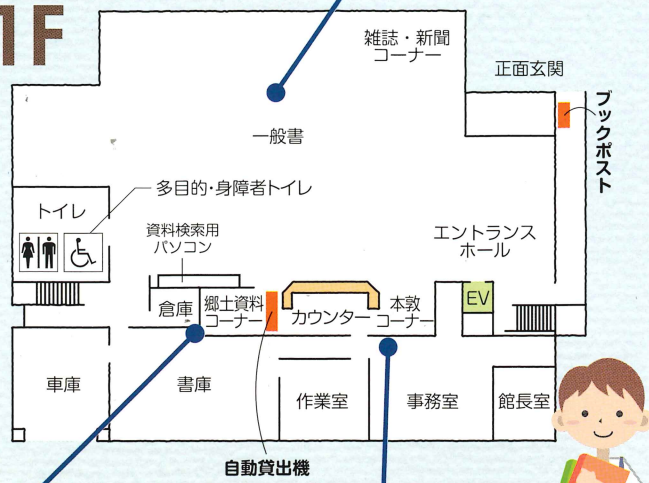 1F
雑誌・新聞
コーナー
正面玄関
ブックポスト
一般書
多目的・身障者トイレ
トイレ
資料検索用
パソコン
エントランス
ホール
倉庫
郷土資料
コーナー
カウンター
本敦
コーナー
EV
車庫
書庫
作業室
事務室
館長室
自動貸出機